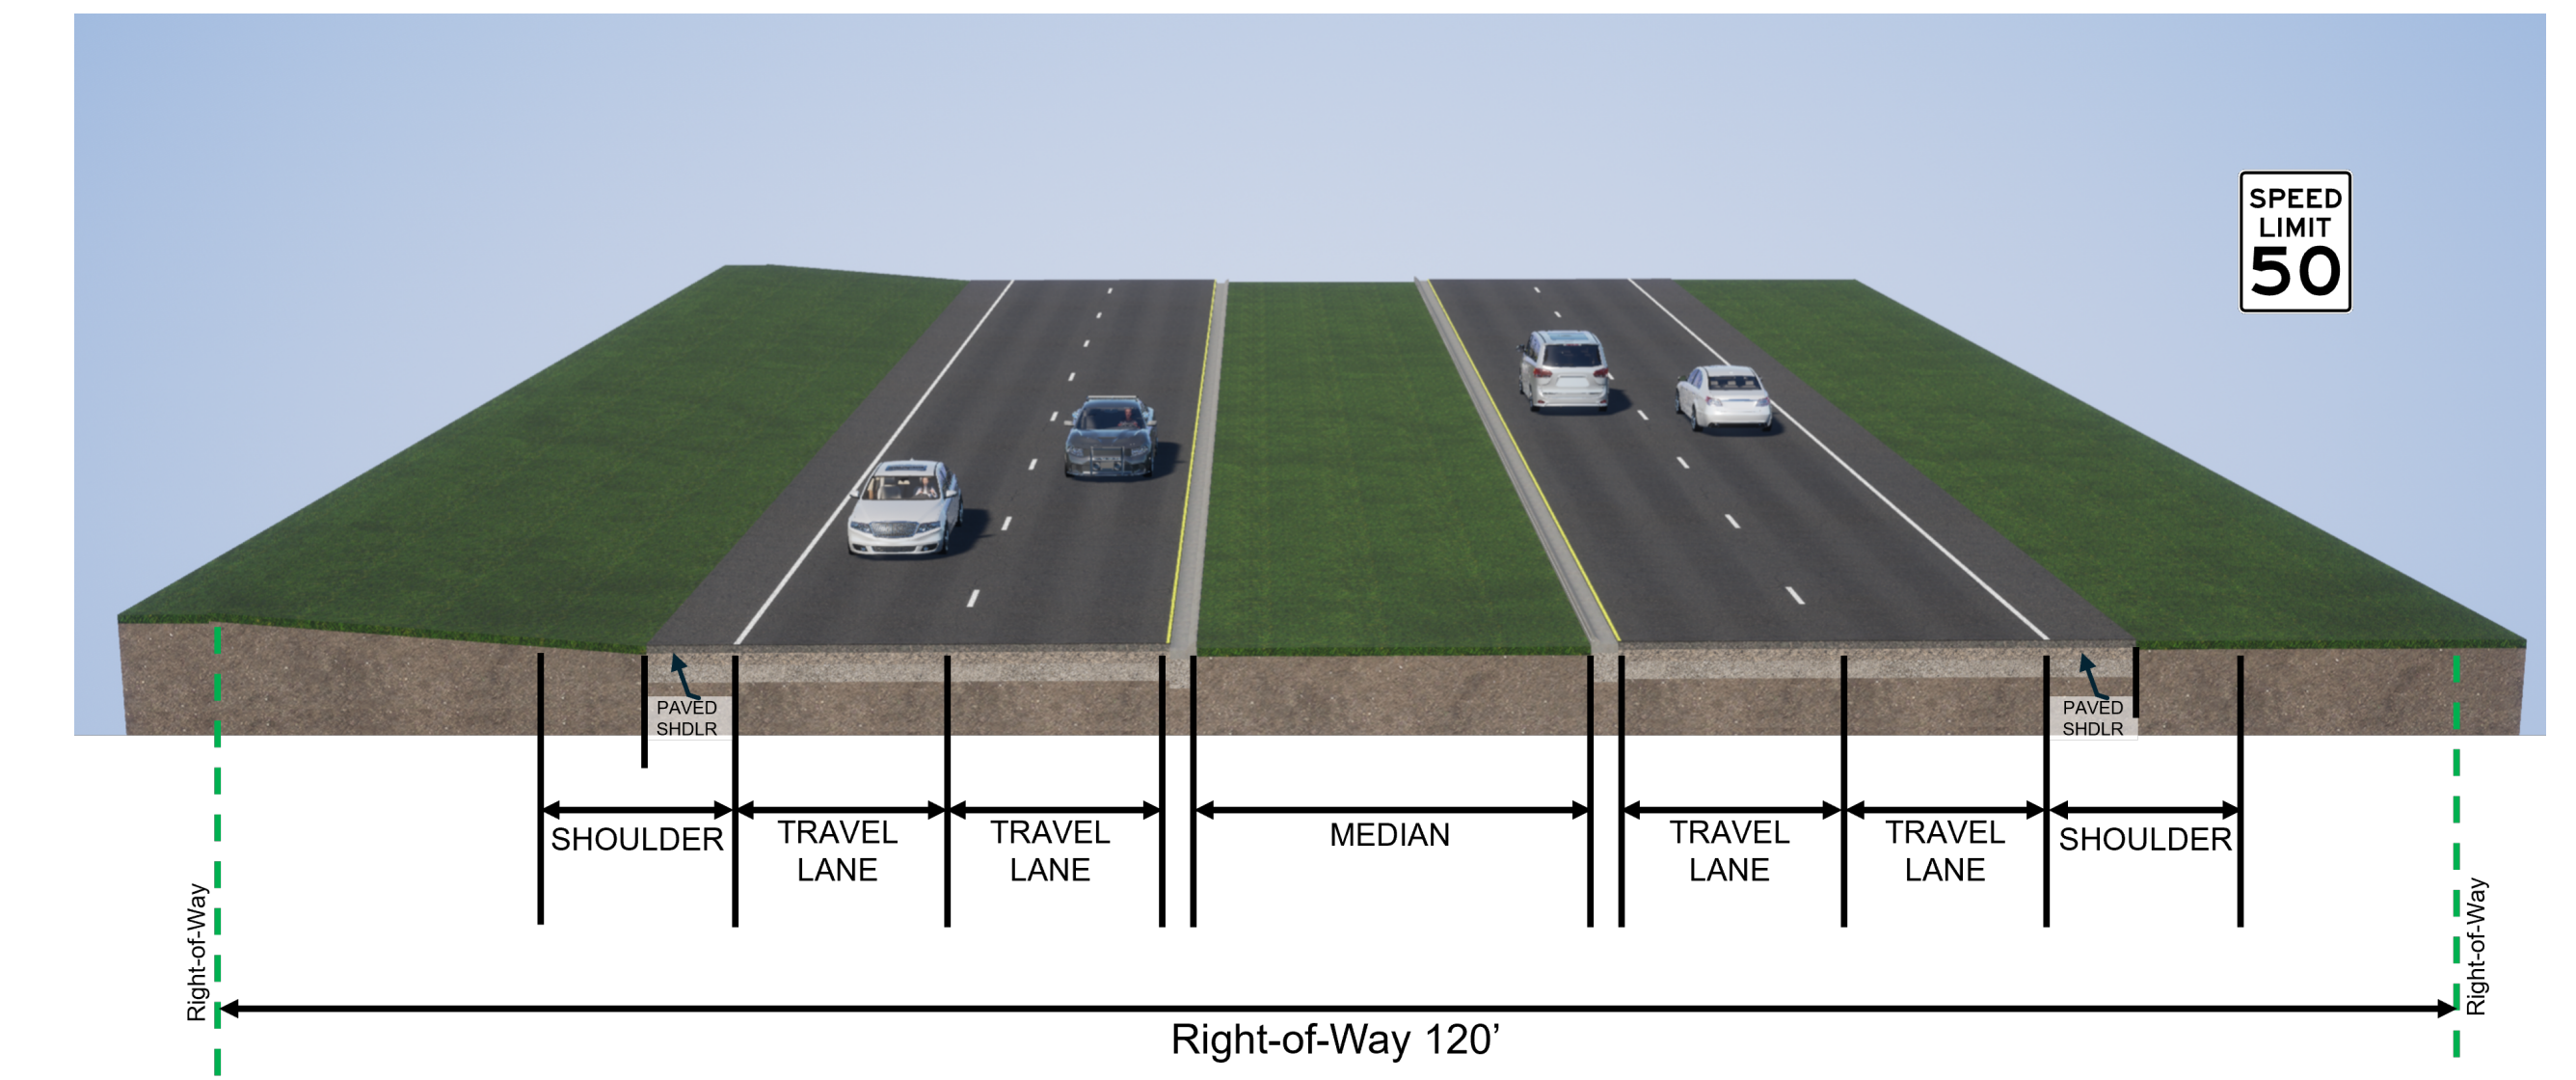 SPEED
LIMIT
50
PAVED
SHDLR
PAVED
SHDLR
SHOULDER
TRAVEL
LANE
TRAVEL
LANE
MEDIAN
TRAVEL
LANE
TRAVEL
LANE
SHOULDER
Right-of-Way
Right-of-Way
Right-of-Way 120’